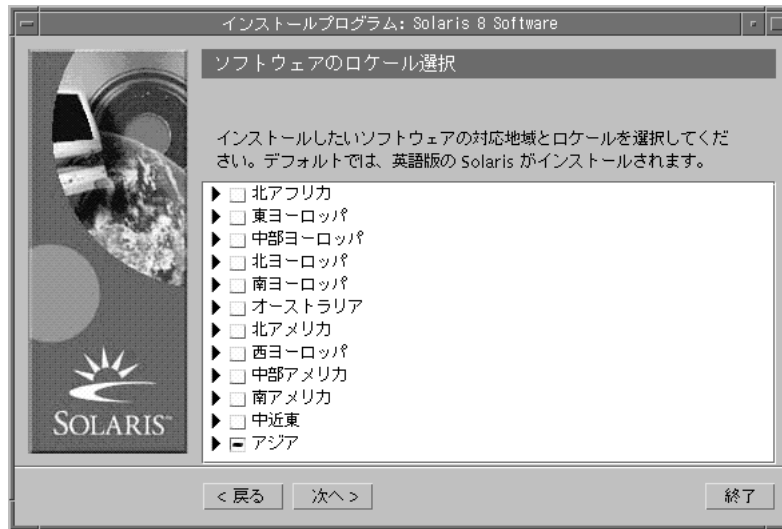 インストールプログラム: Solaris 8 Software
ソフトウェアのロケール選択
インストールしたいソフトウェアの対応地域とロケールを選択してくだ
さい。デフォルトでは、英語版の Solaris がインストールされます。
北アフリカ
東ヨーロッパ
中部ヨーロッパ
北ヨーロッパ
南ヨーロッパ
オーストラリア
北アメリカ
西ヨーロッパ
中部アメリカ
南アメリカ
中近東
アジア
SOLARIS™
< 戻る
次へ >
終了